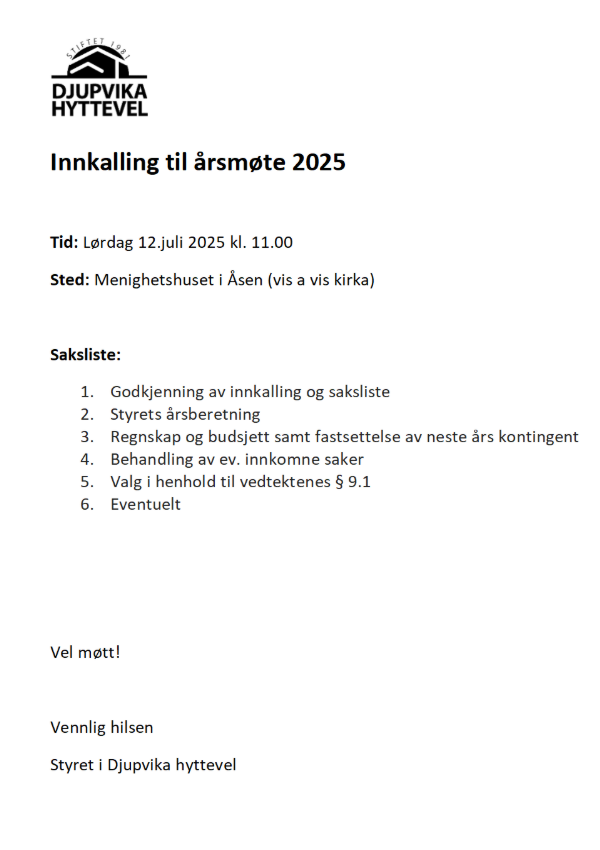 STIFTET 1981
DJUPVIKA
HYTTEVEL
Innkalling til årsmøte 2025
Tid: Lørdag 12.juli 2025 kl. 11.00
Sted: Menighetshuset i Åsen (vis a vis kirka)
Saksliste:
1. Godkjenning av innkalling og saksliste
2. Styrets årsberetning
3. Regnskap og budsjett samt fastsettelse av neste års kontingent
4. Behandling av ev. innkomne saker
5. Valg i henhold til vedtektenes § 9.1
6. Eventuelt
Vel møtt!
Vennlig hilsen
Styret i Djupvika hyttevel